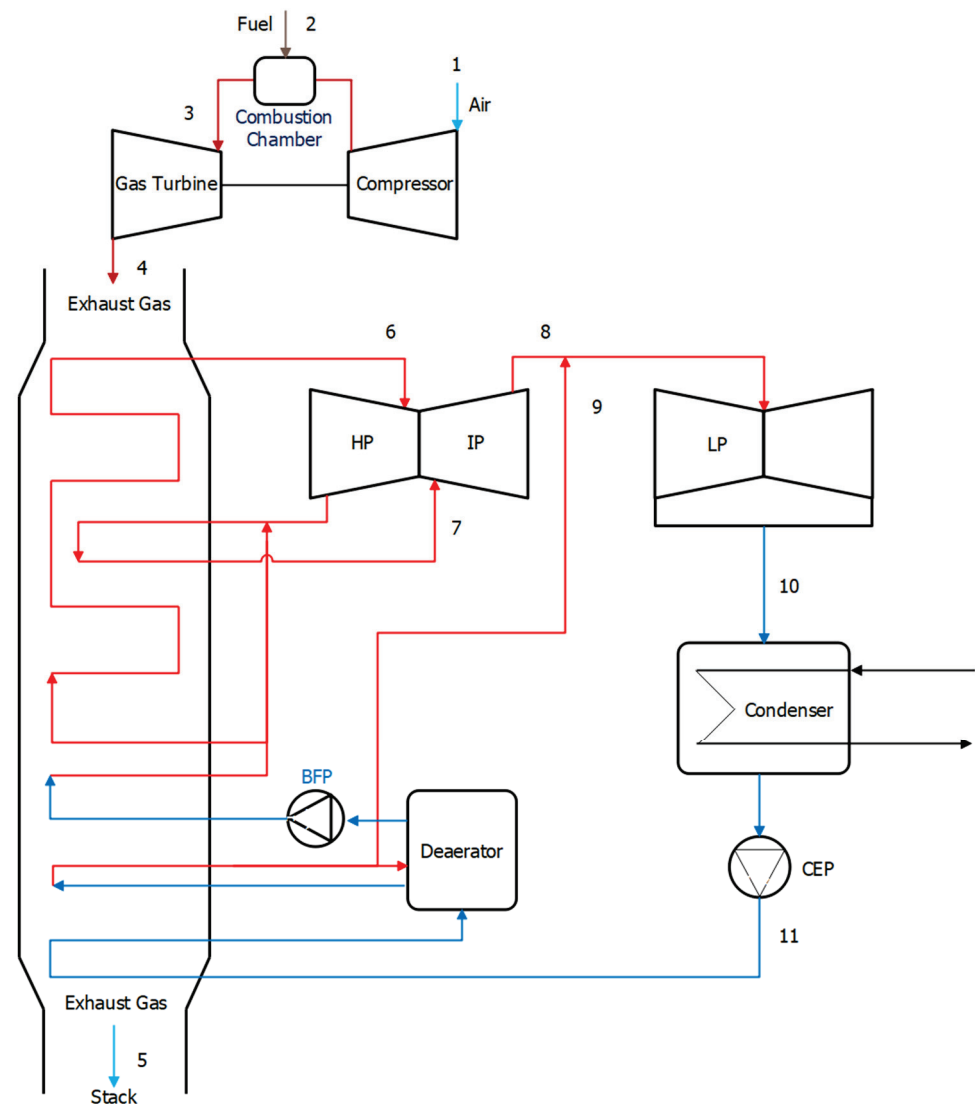 Fuel 2
1
Air
3
Combustion
Chamber
Gas Turbine
Compressor
4
Exhaust Gas
6
8
9
HP
IP
LP
7
10
Condenser
BFP
Deaerator
CEP
11
Exhaust Gas
5
Stack